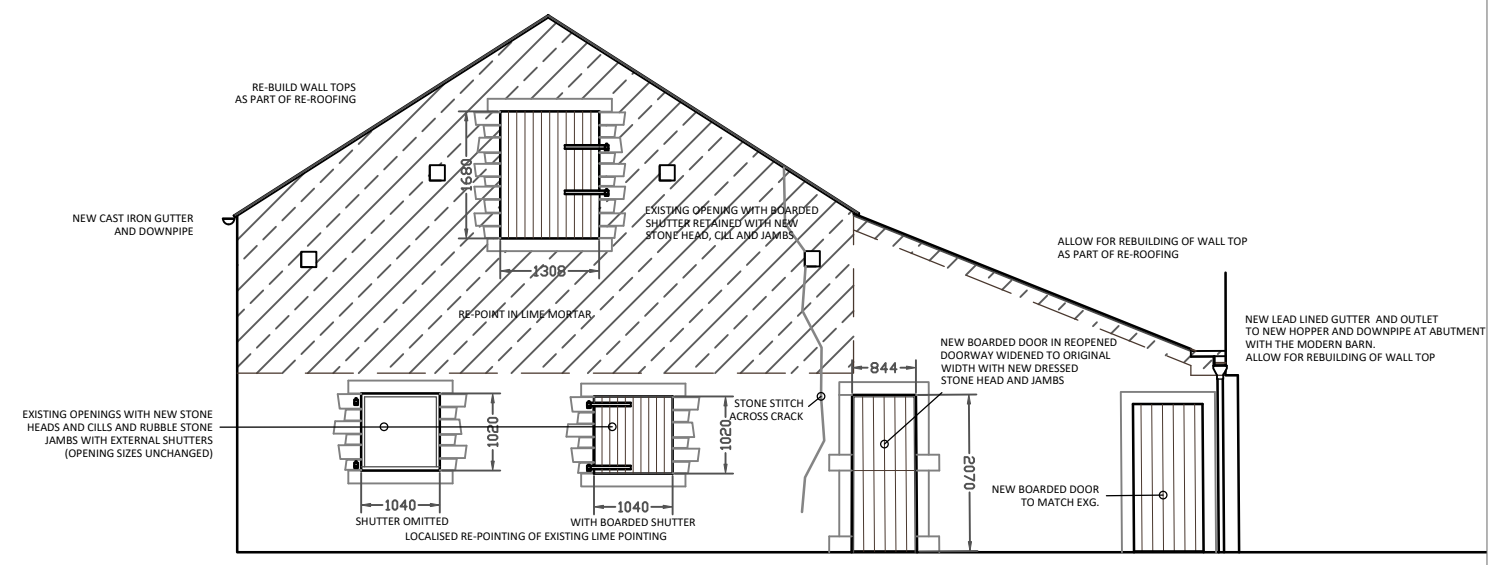 RE-BUILD WALL TOPS
AS PART OF RE-ROOFING
NEW CAST IRON GUTTER
AND DOWNPIPE
1680
1308
EXISTING OPENING WITH BOARDED
SHUTTER RETAINED WITH NEW
STONE HEAD, CILL AND JAMBS
RE-POINT IN LIME MORTAR
ALLOW FOR REBUILDING OF WALL TOP
AS PART OF RE-ROOFING
NEW LEAD LINED GUTTER AND OUTLET
TO NEW HOPPER AND DOWNPIPE AT ABUTMENT
WITH THE MODERN BARN.
ALLOW FOR REBUILDING OF WALL TOP
NEW BOARDED DOOR IN REOPENED
DOORWAY WIDENED TO ORIGINAL
WIDTH WITH NEW DRESSED
STONE HEAD AND JAMBS
844
2070
STONE STITCH
ACROSS CRACK
EXISTING OPENINGS WITH NEW STONE
HEADS AND CILLS AND RUBBLE STONE
JAMBS WITH EXTERNAL SHUTTERS
(OPENING SIZES UNCHANGED)
1020
1040
SHUTTER OMITTED
1020
1040
WITH BOARDED SHUTTER
LOCALISED RE-POINTING OF EXISTING LIME POINTING
NEW BOARDED DOOR
TO MATCH EXG.